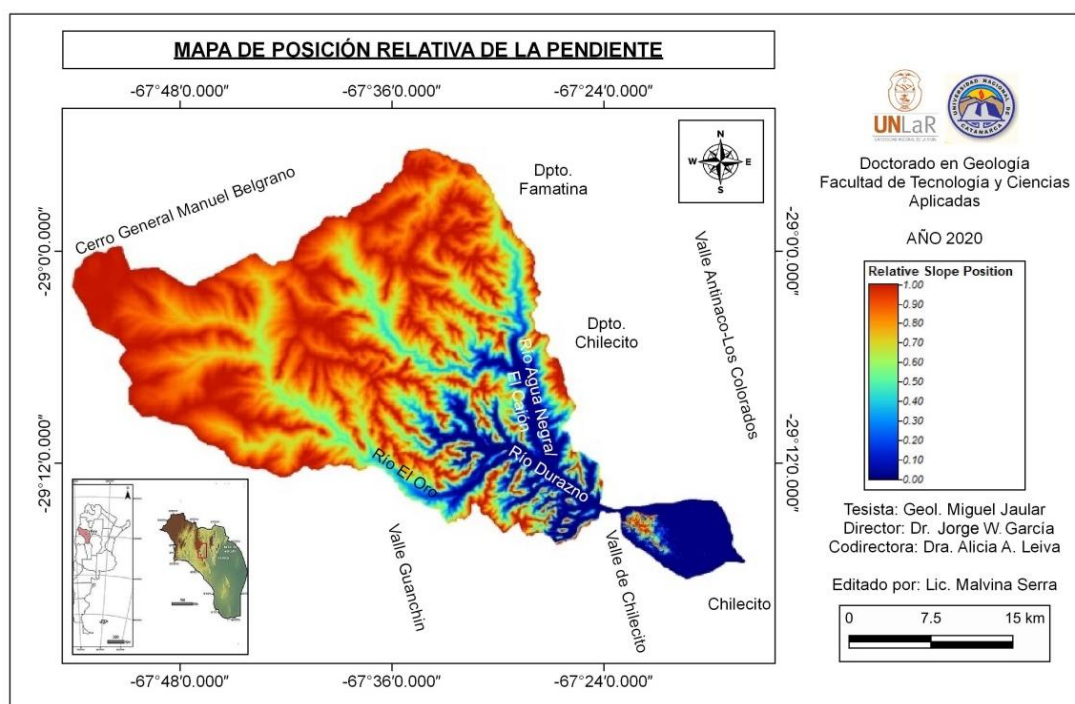 MAPA DE POSICIÓN RELATIVA DE LA PENDIENTE
-67°48'0.000"
-67°36'0.000"
-67°24'0.000"
-29°0'0.000"
-29°12'0.000"
N
W
E
S
Cerro General Manuel Belgrano
Dpto.
Famatina
Dpto.
Chilecito
Valle Antinaco-Los Colorados
Río Agua Negra/
El Cajón
Río Durazno
Río El Oro
Valle Guanchin
Valle de Chilecito
Chilecito
-29°0'0.000"
-29°12'0.000"
-67°48'0.000"
-67°36'0.000"
-67°24'0.000"
UNLaR
UNIVERSIDAD NACIONAL DE
CATAMARCA
Doctorado en Geología
Facultad de Tecnología y Ciencias
Aplicadas
AÑO 2020
Relative Slope Position
1.00
0.90
0.80
0.70
0.60
0.50
0.40
0.30
0.20
0.10
0.00
Tesista: Geol. Miguel Jaular
Director: Dr. Jorge W. García
Codirectora: Dra. Alicia A. Leiva
Editado por: Lic. Malvina Serra
0 7.5 15 km